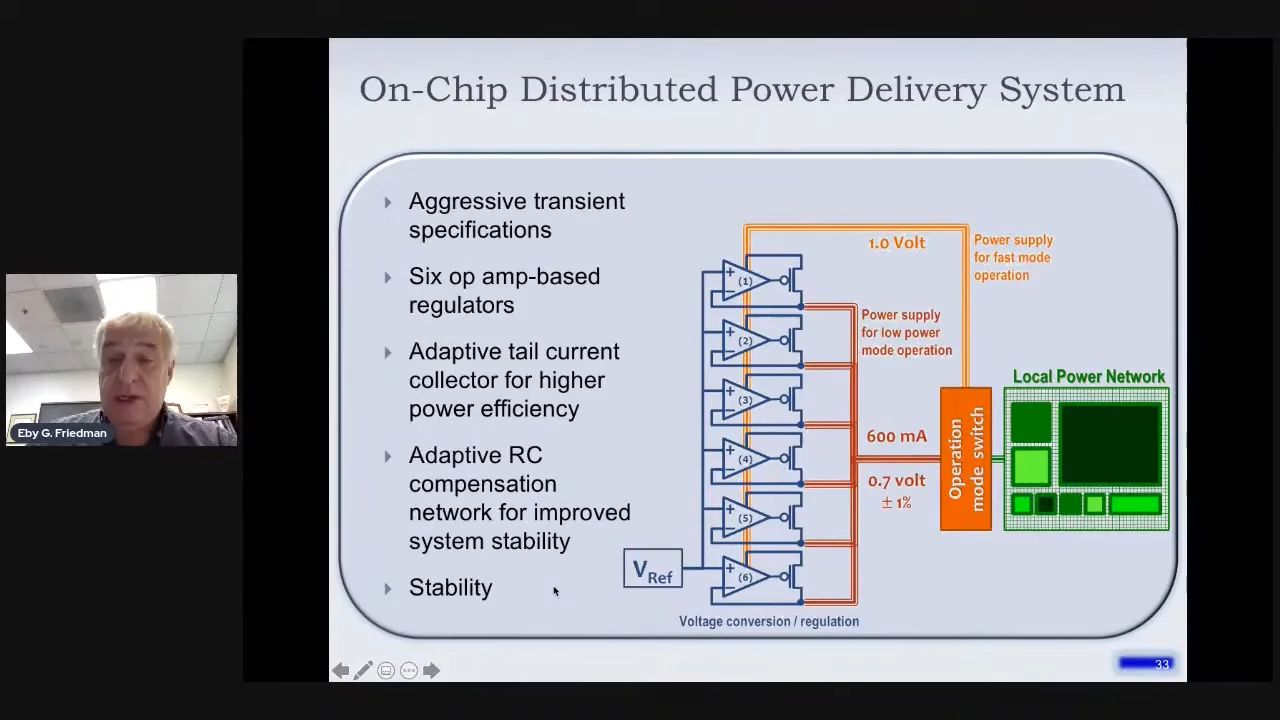 On-Chip Distributed Power Delivery System
Aggressive transient
specifications
Six op amp-based
regulators
Adaptive tail current
collector for higher
power efficiency
Adaptive RC
compensation
network for improved
system stability
Stability
1.0 Volt
Power supply
for fast mode
operation
+
(1)
−
Power supply
for low power
mode operation
+
(2)
−
+
(3)
−
+
(4)
−
+
(5)
−
+
(6)
−
600 mA
0.7 volt
± 1%
Operation
mode switch
Local Power Network
VRef
Voltage conversion / regulation
33
Eby G. Friedman